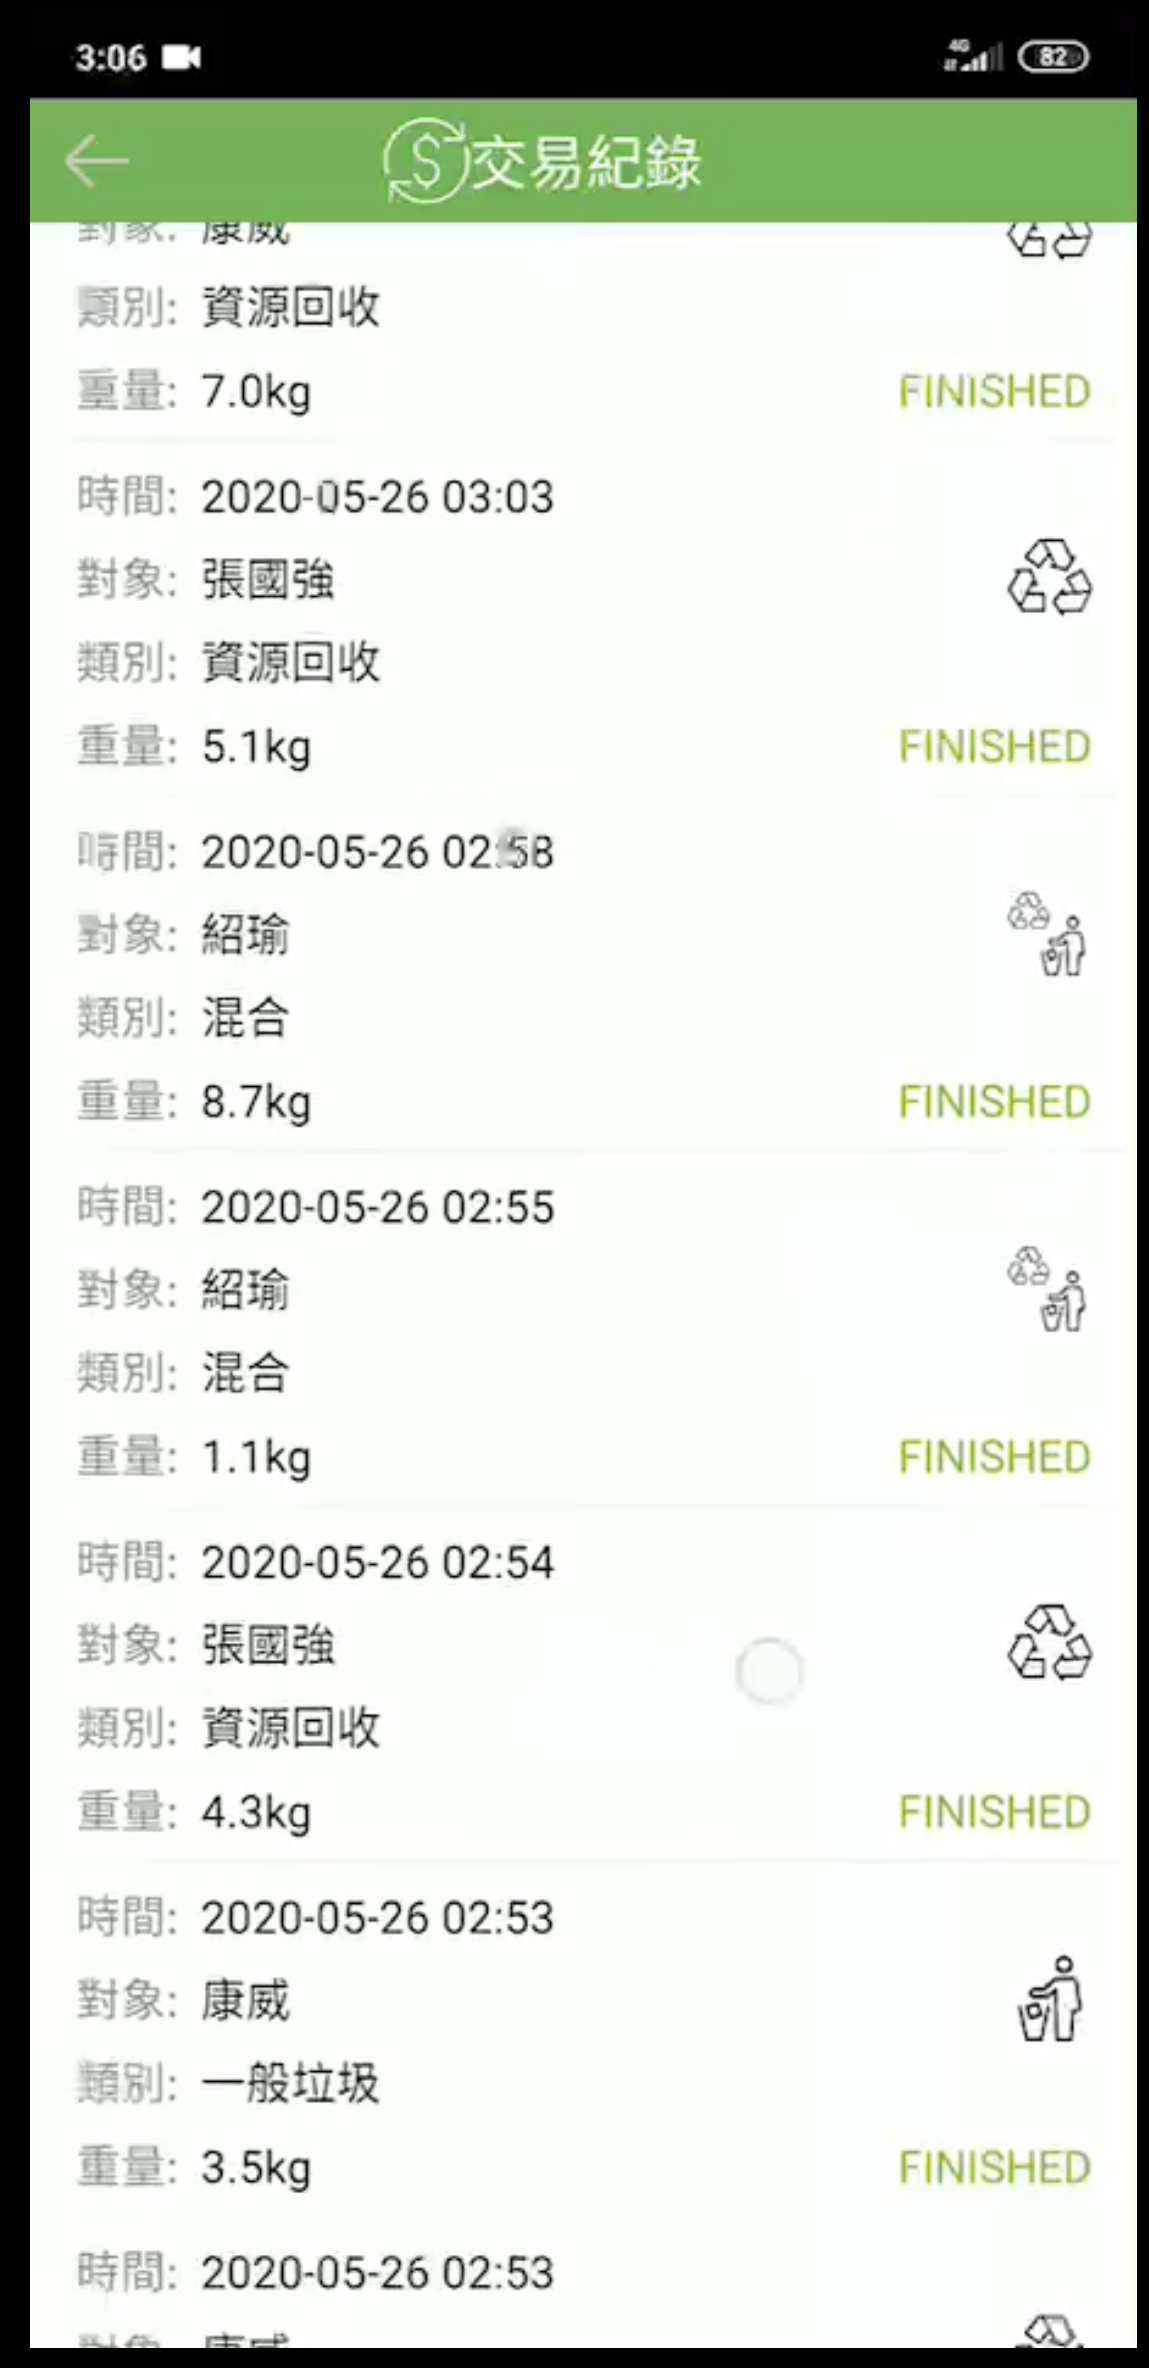 3:06
4G
82
交易紀錄
對象: 康威
類別: 資源回收
重量: 7.0kg
FINISHED
時間: 2020-05-26 03:03
對象: 張國強
類別: 資源回收
重量: 5.1kg
FINISHED
時間: 2020-05-26 02:58
對象: 紹瑜
類別: 混合
重量: 8.7kg
FINISHED
時間: 2020-05-26 02:55
對象: 紹瑜
類別: 混合
重量: 1.1kg
FINISHED
時間: 2020-05-26 02:54
對象: 張國強
類別: 資源回收
重量: 4.3kg
FINISHED
時間: 2020-05-26 02:53
對象: 康威
類別: 一般垃圾
重量: 3.5kg
FINISHED
時間: 2020-05-26 02:53